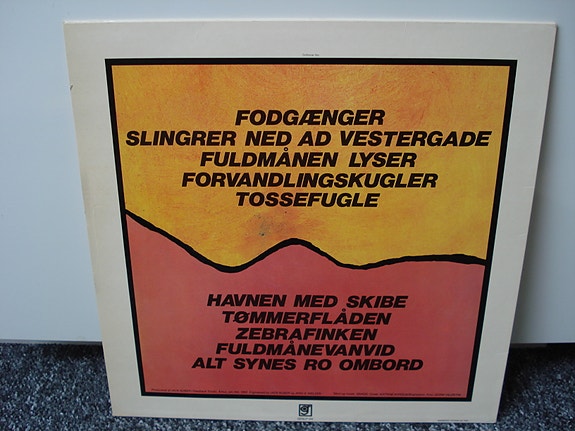 FODGÆNGER
SLINGRER NED AD VESTERGADE
FULDMÅNEN LYSER
FORVANDLINGSKUGLER
TOSSEFUGLE
HAVNEN MED SKIBE
TØMMERFLÅDEN
ZEBRAFINKEN
FULDMÅNEVANVID
ALT SYNES RO OMBORD